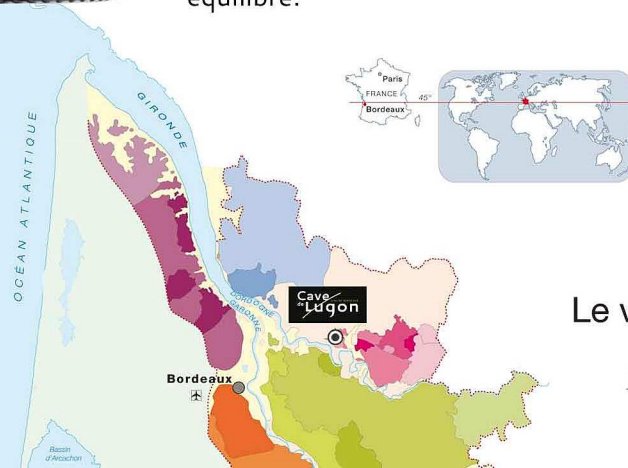 équilibre.
Paris
FRANCE
45°
Bordeaux
GIRONDE
OCÉAN ATLANTIQUE
DORDOGNE
GARONNE
Cave
de Lugon
Bordeaux
Le v
Bassin
d'Arcachon